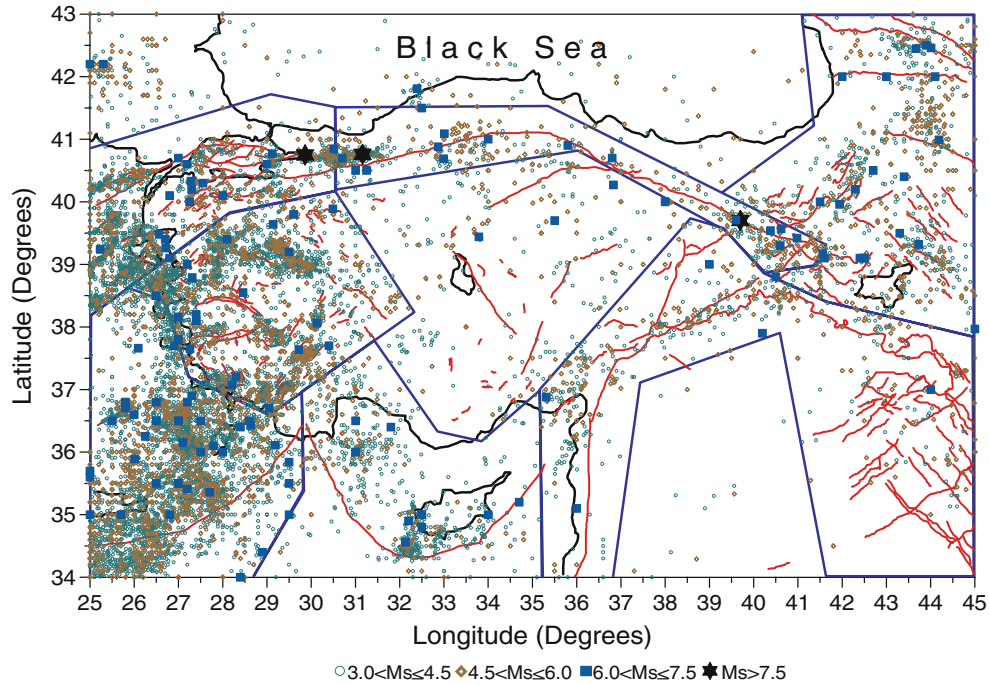 43
42
41
40
39
38
37
36
35
34
Latitude (Degrees)
Black Sea
25 26 27 28 29 30 31 32 33 34 35 36 37 38 39 40 41 42 43 44 45
Longitude (Degrees)
3.0<Ms≤4.5 4.5<Ms≤6.0 6.0<Ms≤7.5 Ms>7.5